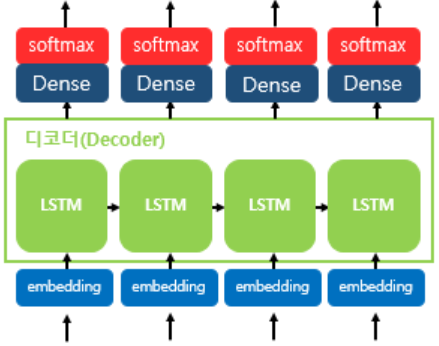 softmax softmax softmax softmax
Dense Dense Dense Dense
디코더(Decoder)
LSTM LSTM LSTM LSTM
embedding embedding embedding embedding